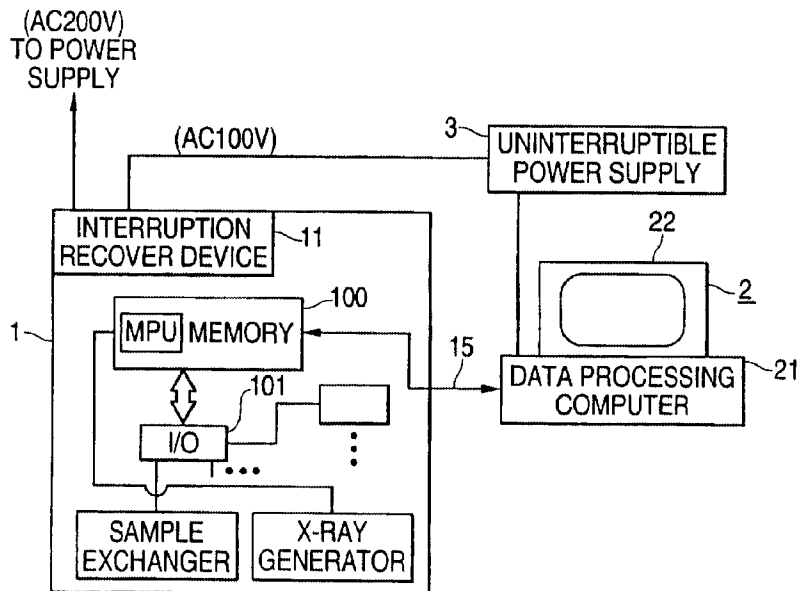 (AC200V)
TO POWER
SUPPLY
(AC100V)
3
UNINTERRUPTIBLE
POWER SUPPLY
INTERRUPTION
RECOVER DEVICE
11
22
2
100
1
MPU
MEMORY
15
21
DATA PROCESSING
COMPUTER
101
I/O
SAMPLE
EXCHANGER
X-RAY
GENERATOR